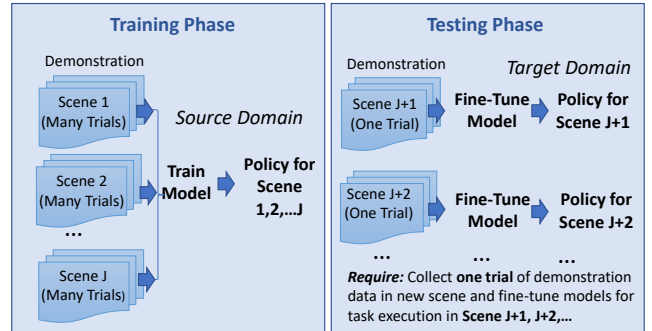 Training Phase
Demonstration
Scene 1
(Many Trials)
Source Domain
Scene 2
(Many Trials)
Train
Model
Policy for
Scene
1,2,...J
...
Scene J
(Many Trials)
Testing Phase
Demonstration
Target Domain
Scene J+1
(One Trial)
Fine-Tune
Model
Policy for
Scene J+1
Scene J+2
(One Trial)
Fine-Tune
Model
Policy for
Scene J+2
... ... ...
Require: Collect one trial of demonstration
data in new scene and fine-tune models for
task execution in Scene J+1, J+2,...